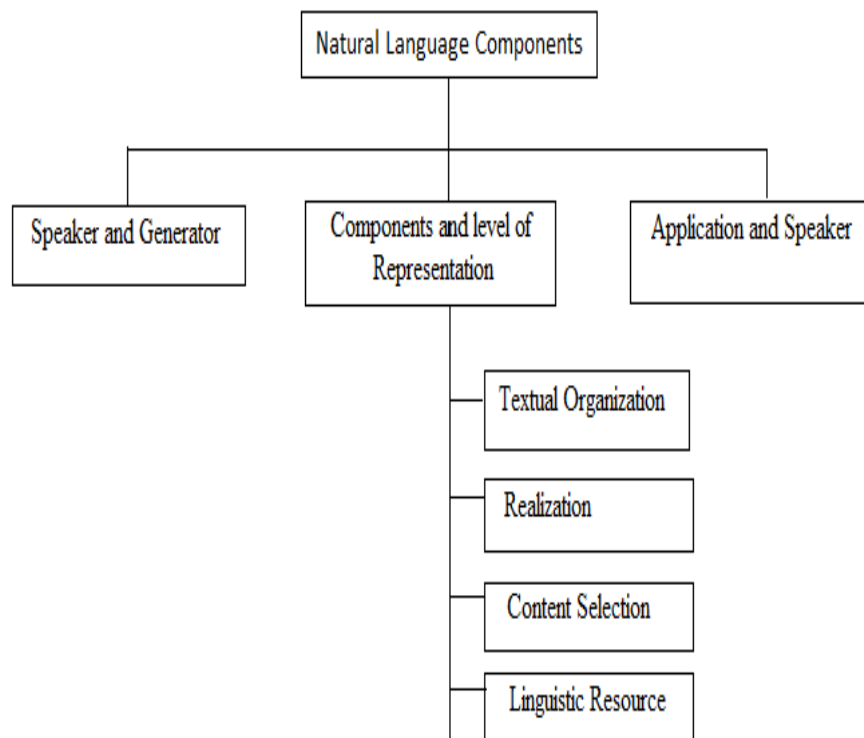 Natural Language Components
Speaker and Generator
Components and level of
Representation
Application and Speaker
Textual Organization
Realization
Content Selection
Linguistic Resource